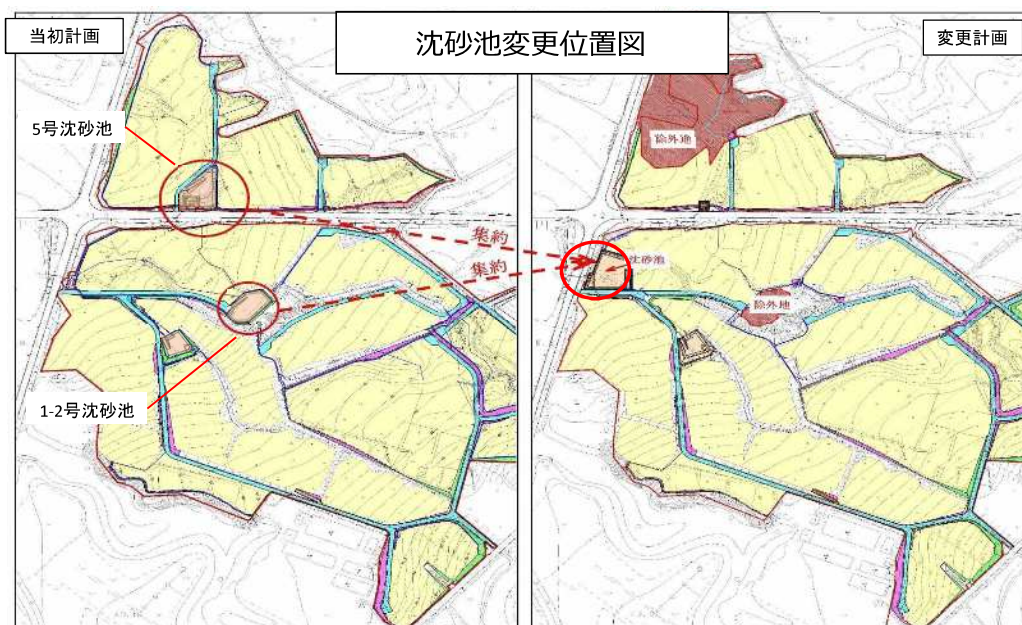 当初計画
沈砂池変更位置図
変更計画
5号沈砂池
除外地
集約
集約
沈砂池
除外地
1-2号沈砂池